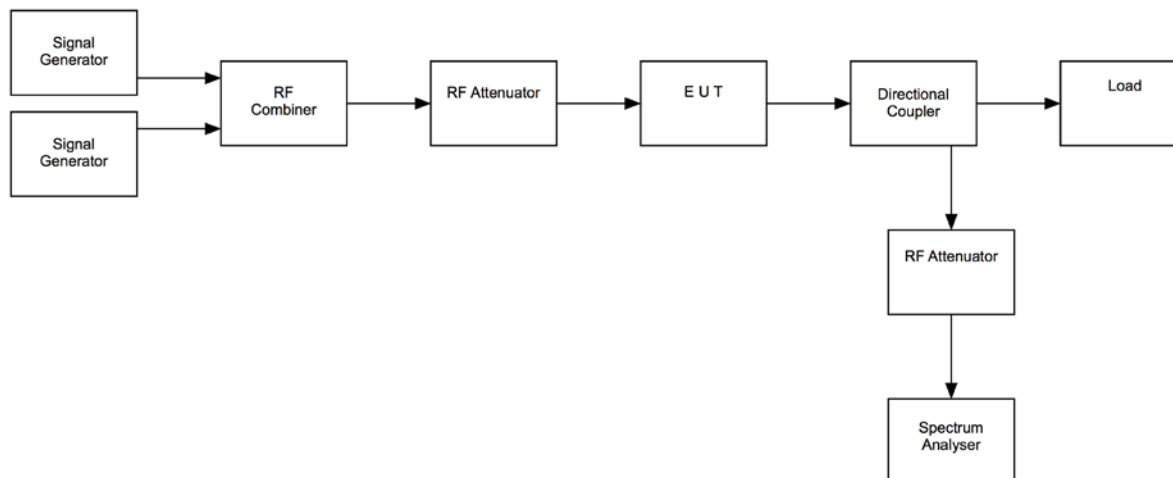 Signal
Generator
Signal
Generator
RF
Combiner
RF Attenuator
E U T
Directional
Coupler
Load
RF Attenuator
Spectrum
Analyser